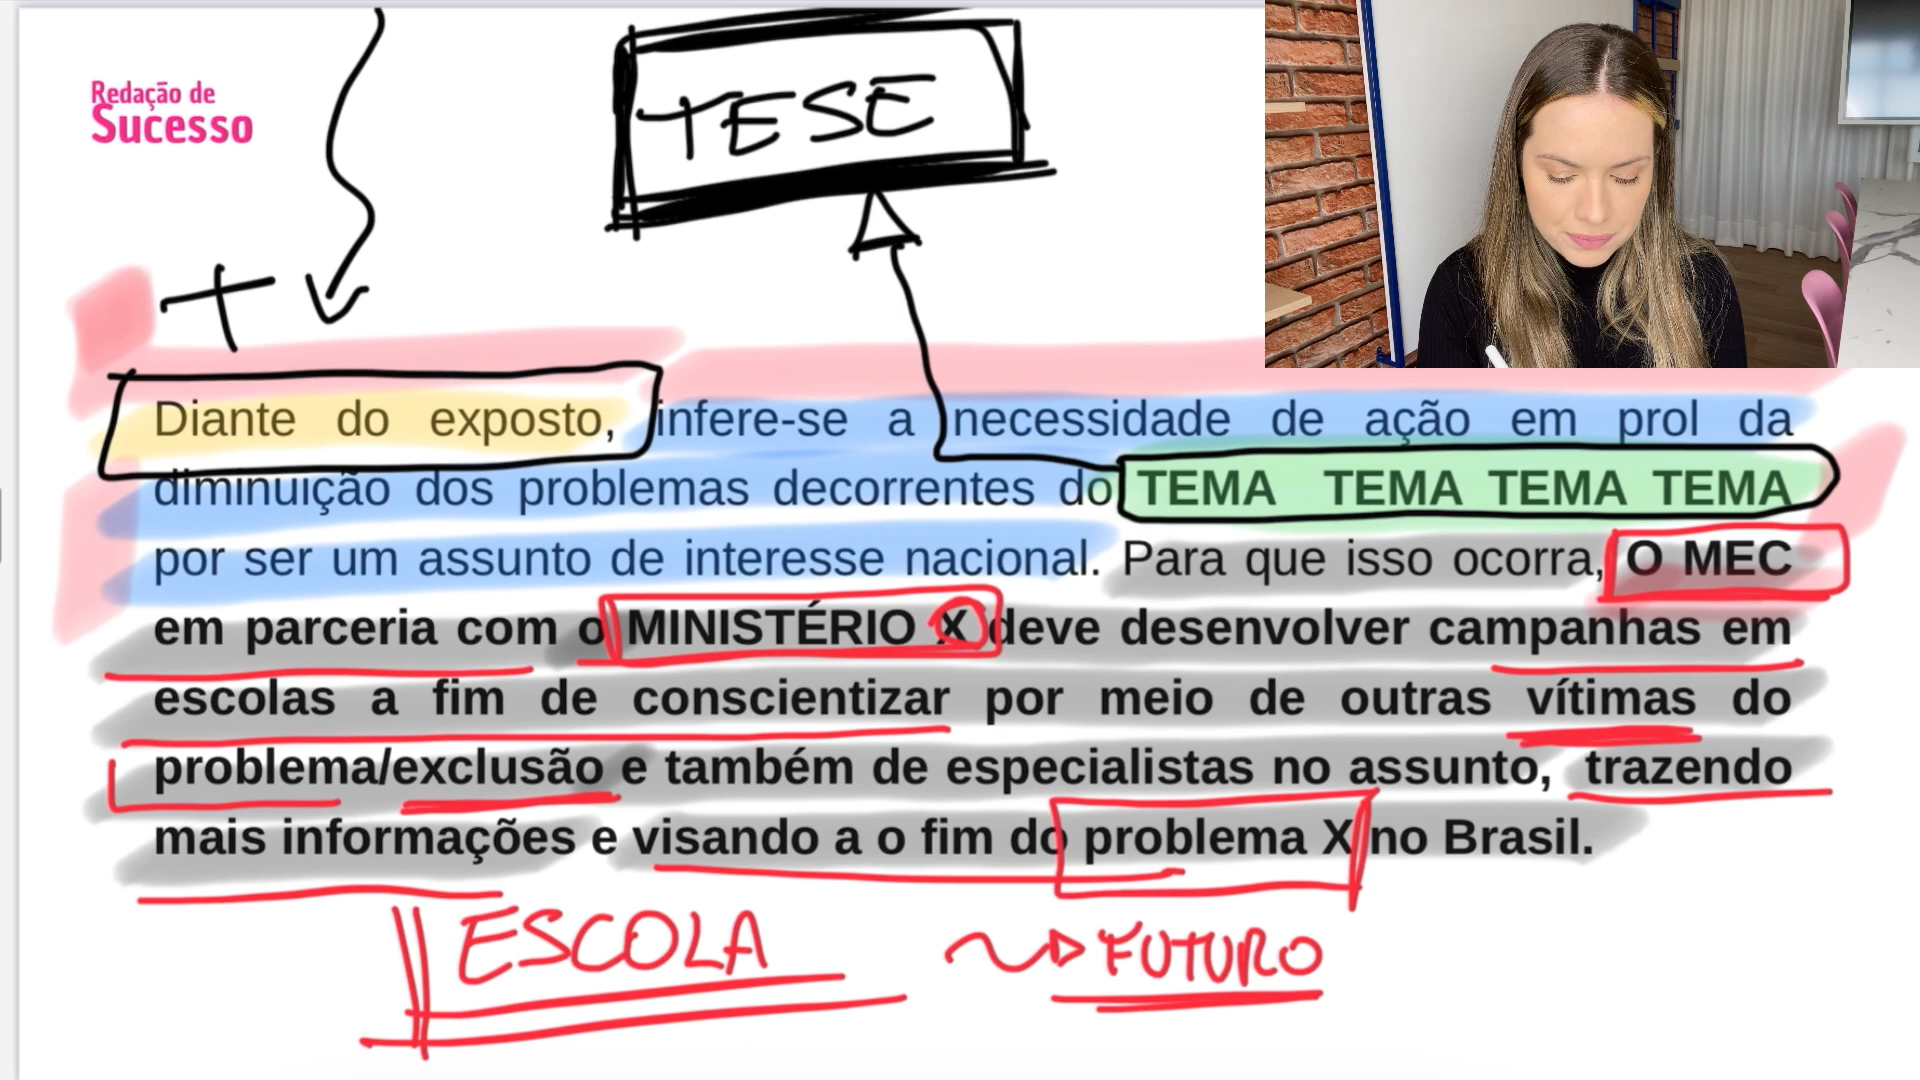 Redação de
Sucesso
TESE
+
Diante do exposto, infere-se a necessidade de ação em prol da
diminuição dos problemas decorrentes do TEMA TEMA TEMA TEMA
por ser um assunto de interesse nacional. Para que isso ocorra, O MEC
em parceria com o MINISTÉRIO X deve desenvolver campanhas em
escolas a fim de conscientizar por meio de outras vítimas do
problema/exclusão e também de especialistas no assunto, trazendo
mais informações e visando a o fim do problema X no Brasil.
ESCOLA FUTURO